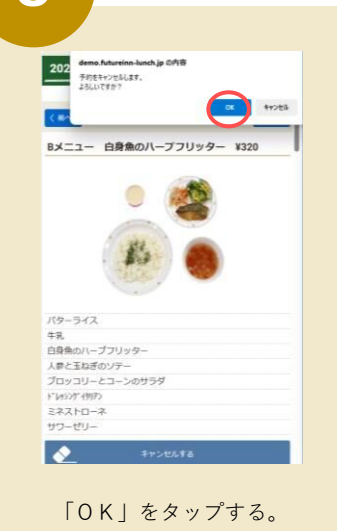 demo.futureinn-lunch.jp の内容
予約をキャンセルします。
よろしいですか？
OK キャンセル
202
Bメニュー 白身魚のハーブフリッター ¥320
バターライス
牛乳
白身魚のハーブフリッター
人参と玉ねぎのソテー
ブロッコリーとコーンのサラダ
ﾄﾞﾚｯｼﾝｸﾞｲﾀﾘｱﾝ
ミネストローネ
サワーゼリー
キャンセルする
「ＯＫ」をタップする。